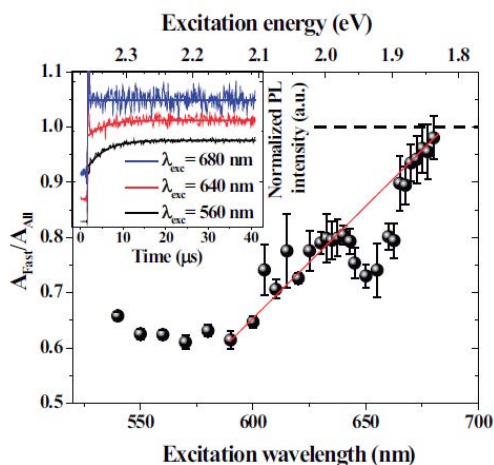 Excitation energy (eV)
2.3 2.2 2.1 2.0 1.9 1.8
1.1
1.0
0.9
0.8
0.7
0.6
0.5
A_Fast/A_All
Normalized PL
intensity (a.u.)
λ_exc= 680 nm
λ_exc= 640 nm
λ_exc= 560 nm
0 10 20 30 40
Time (μs)
550 600 650 700
Excitation wavelength (nm)